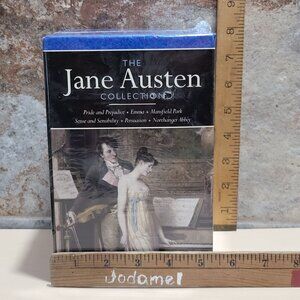 THE
Jane Austen
COLLECTION
Pride and Prejudice • Emma • Mansfield Park
Sense and Sensibility • Persuasion • Northanger Abbey
Jodamel